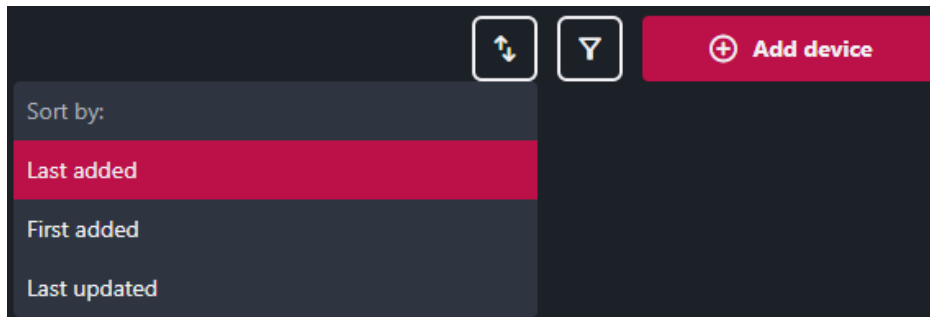 Add device
Sort by:
Last added
First added
Last updated